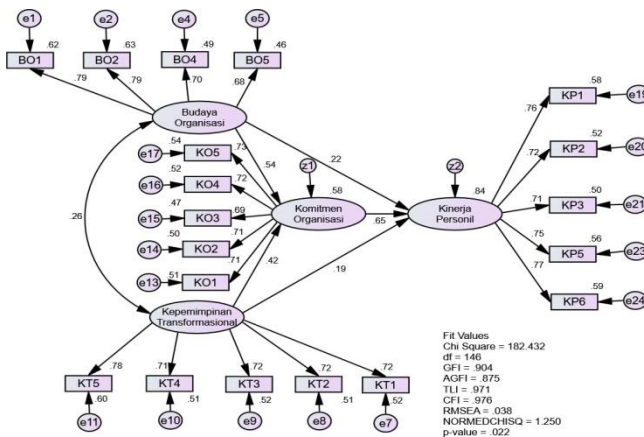 e1 e2 e4 e5
.62 .63 .49 .46
BO1 BO2 BO4 BO5
.79 .79 .70 .68
Budaya
Organisasi
.58
KP1 e19
.76
.54 .73 .54 .22
e17 KO5
z1 z2
.52
KP2 e20
.72
.52 .72
e16 KO4
.58 .84
.26
.47 .69
e15 KO3
Komitmen
Organisasi
.65
Kinerja
Personil
.50
.71 KP3 e21
.50 .71
e14 KO2
.56
.75 KP5 e23
.51 .71 .42 .19
e13 KO1
.59
.77 KP6 e24
Kepemimpinan
Transformasional
.78 .71 .72 .72 .72
KT5 KT4 KT3 KT2 KT1
.60 .51 .52 .51 .52
e11 e10 e9 e8 e7
Fit Values
Chi Square = 182.432
df = 146
GFI = .904
AGFI = .875
TLI = .971
CFI = .976
RMSEA = .038
NORMEDCHISQ = 1.250
p-value = .022